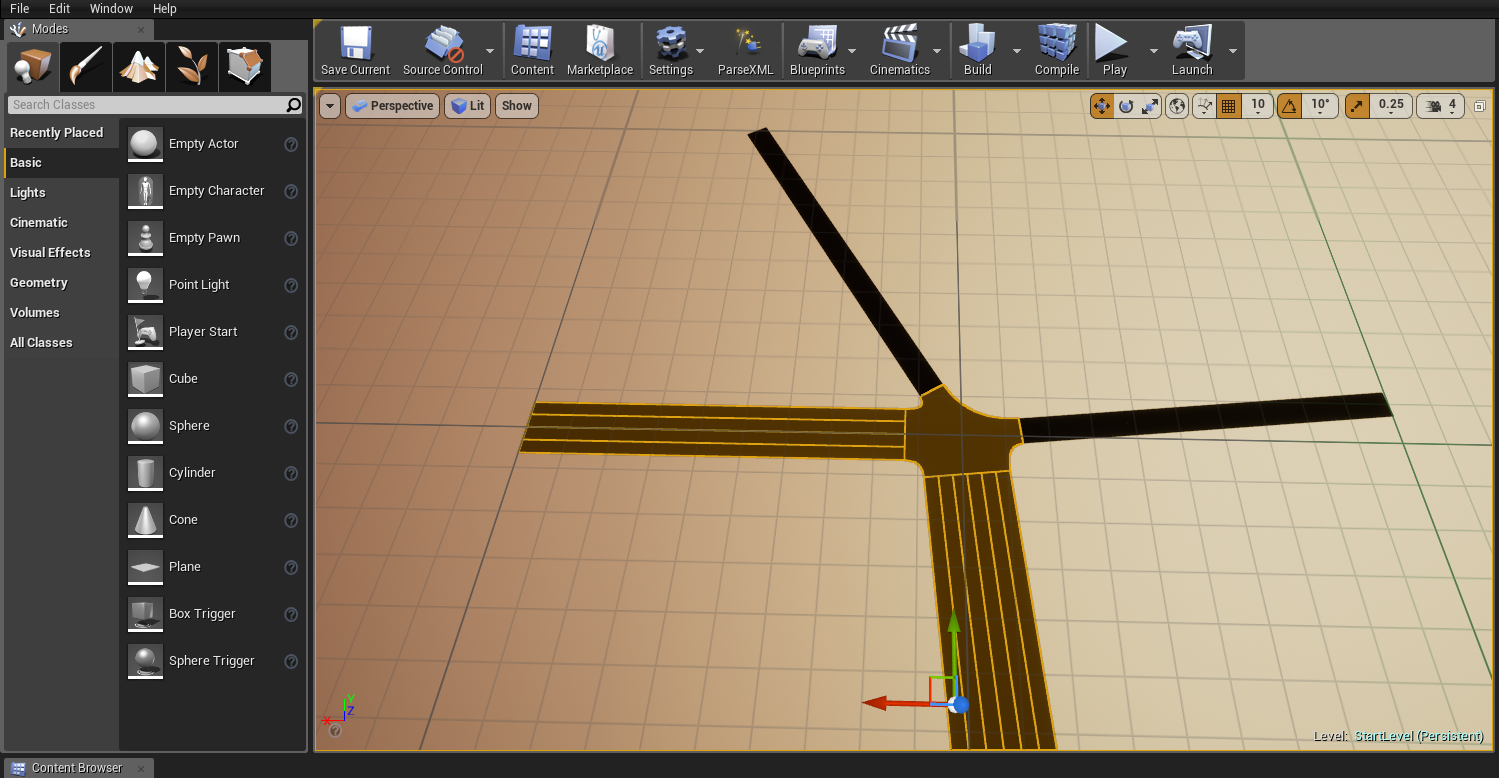 File Edit Window Help
Modes
Save Current Source Control Content Marketplace Settings ParseXML Blueprints Cinematics Build Compile Play Launch
Search Classes
Perspective Lit Show 10 10° 0.25 4
Recently Placed
Basic
Lights
Cinematic
Visual Effects
Geometry
Volumes
All Classes
Empty Actor
Empty Character
Empty Pawn
Point Light
Player Start
Cube
Sphere
Cylinder
Cone
Plane
Box Trigger
Sphere Trigger
Y
Z
X
Level: StartLevel (Persistent)
Content Browser